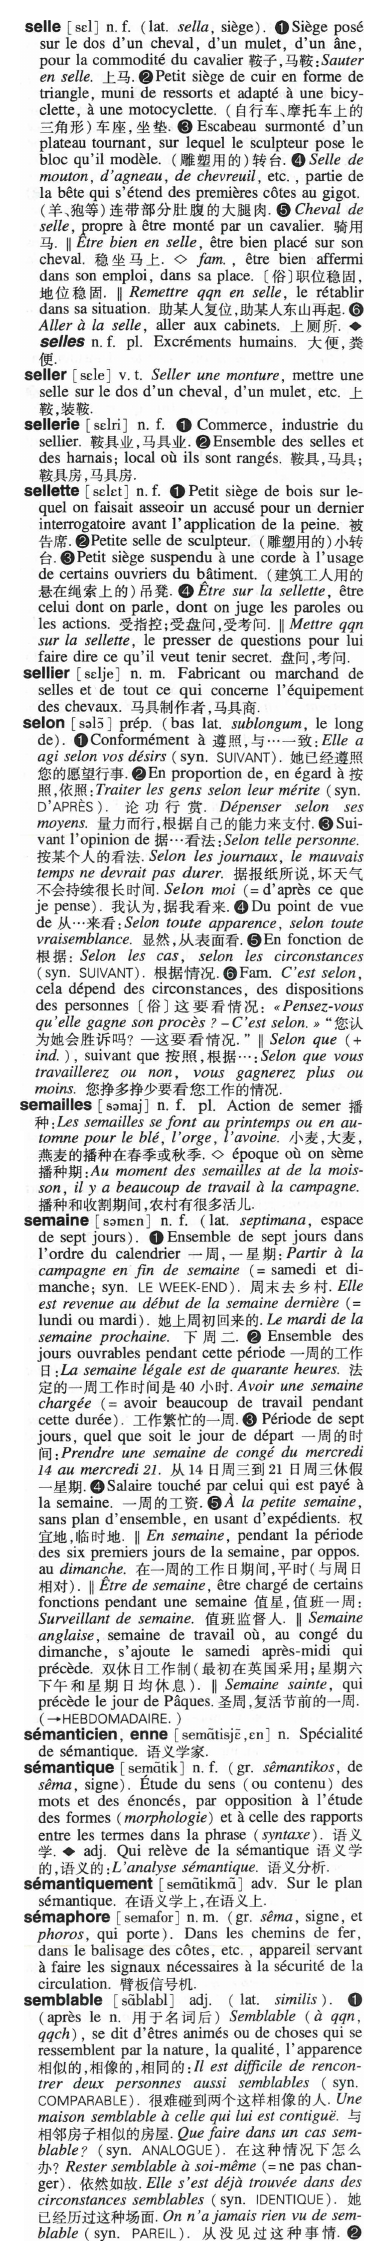 selle [sɛl] n. f. (lat. sella, siège). ❶Siège posé
sur le dos d'un cheval, d'un mulet, d'un âne,
pour la commodité du cavalier 鞍子,马鞍:Sauter
en selle. 上马.❷Petit siège de cuir en forme de
triangle, muni de ressorts et adapté à une bicy-
clette, à une motocyclette. (自行车、摩托车上的
三角形)车座,坐垫. ❸ Escabeau surmonté d'un
plateau tournant, sur lequel le sculpteur pose le
bloc qu'il modèle. (雕塑用的)转台. ❹ Selle de
mouton, d'agneau, de chevreuil, etc. , partie de
la bête qui s'étend des premières côtes au gigot.
(羊、狍等)连带部分肚腹的大腿肉. ❺ Cheval de
selle, propre à être monté par un cavalier. 骑用
马. ‖ Être bien en selle, être bien placé sur son
cheval. 稳坐马上. ◇ fam. , être bien affermi
dans son emploi, dans sa place. 〔俗〕职位稳固,
地位稳固. ‖ Remettre qqn en selle, le rétablir
dans sa situation. 助某人复位,助某人东山再起. ❻
Aller à la selle, aller aux cabinets. 上厕所. ◆
selles n. f. pl. Excréments humains. 大便,粪
便.
seller [sɛle] v. t. Seller une monture, mettre une
selle sur le dos d'un cheval, d'un mulet, etc. 上
鞍,装鞍.
sellerie [sɛlri] n. f. ❶ Commerce, industrie du
sellier. 鞍具业,马具业. ❷Ensemble des selles et
des harnais; local où ils sont rangés. 鞍具,马具;
鞍具房,马具房.
sellette [sɛlɛt] n. f. ❶Petit siège de bois sur le-
quel on faisait asseoir un accusé pour un dernier
interrogatoire avant l'application de la peine. 被
告席. ❷Petite selle de sculpteur. (雕塑用的)小转
台. ❸Petit siège suspendu à une corde à l'usage
de certains ouvriers du bâtiment. (建筑工人用的
悬在绳索上的)吊凳. ❹ Être sur la sellette, être
celui dont on parle, dont on juge les paroles ou
les actions. 受指控;受盘问,受考问. ‖ Mettre qqn
sur la sellette, le presser de questions pour lui
faire dire ce qu'il veut tenir secret. 盘问,考问.
sellier [sɛlje] n. m. Fabricant ou marchand de
selles et de tout ce qui concerne l'équipement
des chevaux. 马具制作者,马具商.
selon [səlɔ̃] prép. (bas lat. sublongum, le long
de). ❶Conformément à 遵照,与…一致:Elle a
agi selon vos désirs (syn. SUIVANT). 她已经遵照
您的愿望行事. ❷En proportion de, en égard à 按
照,依照:Traiter les gens selon leur mérite (syn.
D'APRÈS). 论功行赏. Dépenser selon ses
moyens. 量力而行,根据自己的能力来支付. ❸Sui-
vant l'opinion de 据…看法:Selon telle personne.
按某个人的看法. Selon les journaux, le mauvais
temps ne devrait pas durer. 据报纸所说,坏天气
不会持续很长时间. Selon moi (= d'après ce que
je pense). 我认为,据我看来. ❹ Du point de vue
de 从…来看:Selon toute apparence, selon toute
vraisemblance. 显然,从表面看. ❺En fonction de
根据: Selon les cas, selon les circonstances
(syn. SUIVANT). 根据情况. ❻Fam. C'est selon,
cela dépend des circonstances, des dispositions
des personnes 〔俗〕这要看情况: «Pensez-vous
qu'elle gagne son procès ? – C'est selon. » “您认
为她会胜诉吗? —这要看情况.” ‖ Selon que (+
ind. ), suivant que 按照,根据…:Selon que vous
travaillerez ou non, vous gagnerez plus ou
moins. 您挣多挣少要看您工作的情况.
semailles [səmaj] n. f. pl. Action de semer 播
种:Les semailles se font au printemps ou en au-
tomne pour le blé, l'orge, l'avoine. 小麦,大麦,
燕麦的播种在春季或秋季. ◇ époque où on sème
播种期:Au moment des semailles at de la mois-
son, il y a beaucoup de travail à la campagne.
播种和收割期间,农村有很多活儿.
semaine [səmɛn] n. f. (lat. septimana, espace
de sept jours). ❶ Ensemble de sept jours dans
l'ordre du calendrier 一周,一星期: Partir à la
campagne en fin de semaine (= samedi et di-
manche; syn. LE WEEK-END). 周末去乡村. Elle
est revenue au début de la semaine dernière (=
lundi ou mardi). 她上周初回来的. Le mardi de la
semaine prochaine. 下周二. ❷ Ensemble des
jours ouvrables pendant cette période 一周的工作
日:La semaine légale est de quarante heures. 法
定的一周工作时间是 40 小时. Avoir une semaine
chargée (= avoir beaucoup de travail pendant
cette durée). 工作繁忙的一周. ❸ Période de sept
jours, quel que soit le jour de départ 一周的时
间:Prendre une semaine de congé du mercredi
14 au mercredi 21. 从 14 日周三到 21 日周三休假
一星期. ❹Salaire touché par celui qui est payé à
la semaine. 一周的工资. ❺À la petite semaine,
sans plan d'ensemble, en usant d'expédients. 权
宜地,临时地. ‖ En semaine, pendant la période
des six premiers jours de la semaine, par oppos.
au dimanche. 在一周的工作日期间,平时(与周日
相对). ‖ Être de semaine, être chargé de certains
fonctions pendant une semaine 值星,值班一周:
Surveillant de semaine. 值班监督人. ‖ Semaine
anglaise, semaine de travail où, au congé du
dimanche, s'ajoute le samedi après-midi qui
précède. 双休日工作制(最初在英国采用;星期六
下午和星期日均休息). ‖ Semaine sainte, qui
précède le jour de Pâques. 圣周,复活节前的一周.
(→HEBDOMADAIRE. )
sémanticien, enne [semɑ̃tisjɛ̃,ɛn] n. Spécialité
de sémantique. 语义学家.
sémantique [semɑ̃tik] n. f. (gr. sêmantikos, de
sêma, signe). Étude du sens (ou contenu) des
mots et des énoncés, par opposition à l'étude
des formes (morphologie) et à celle des rapports
entre les termes dans la phrase (syntaxe). 语义
学. ◆ adj. Qui relève de la sémantique 语义学
的,语义的:L'analyse sémantique. 语义分析.
sémantiquement [semɑ̃tikmɑ̃] adv. Sur le plan
sémantique. 在语义学上,在语义上.
sémaphore [semafɔr] n. m. (gr. sêma, signe, et
phoros, qui porte). Dans les chemins de fer,
dans le balisage des côtes, etc. , appareil servant
à faire les signaux nécessaires à la sécurité de la
circulation. 臂板信号机.
semblable [sɑ̃blabl] adj. (lat. similis). ❶
(après le n. 用于名词后) Semblable (à qqn,
qqch), se dit d'êtres animés ou de choses qui se
ressemblent par la nature, la qualité, l'apparence
相似的,相像的,相同的:Il est difficile de rencon-
trer deux personnes aussi semblables (syn.
COMPARABLE). 很难碰到两个这样相像的人. Une
maison semblable à celle qui lui est contiguë. 与
相邻房子相似的房屋. Que faire dans un cas sem-
blable? (syn. ANALOGUE). 在这种情况下怎么
办? Rester semblable à soi-même (=ne pas chan-
ger). 依然如故. Elle s'est déjà trouvée dans des
circonstances semblables (syn. IDENTIQUE). 她
已经历过这种场面. On n'a jamais rien vu de sem-
blable (syn. PAREIL). 从没见过这种事情. ❷